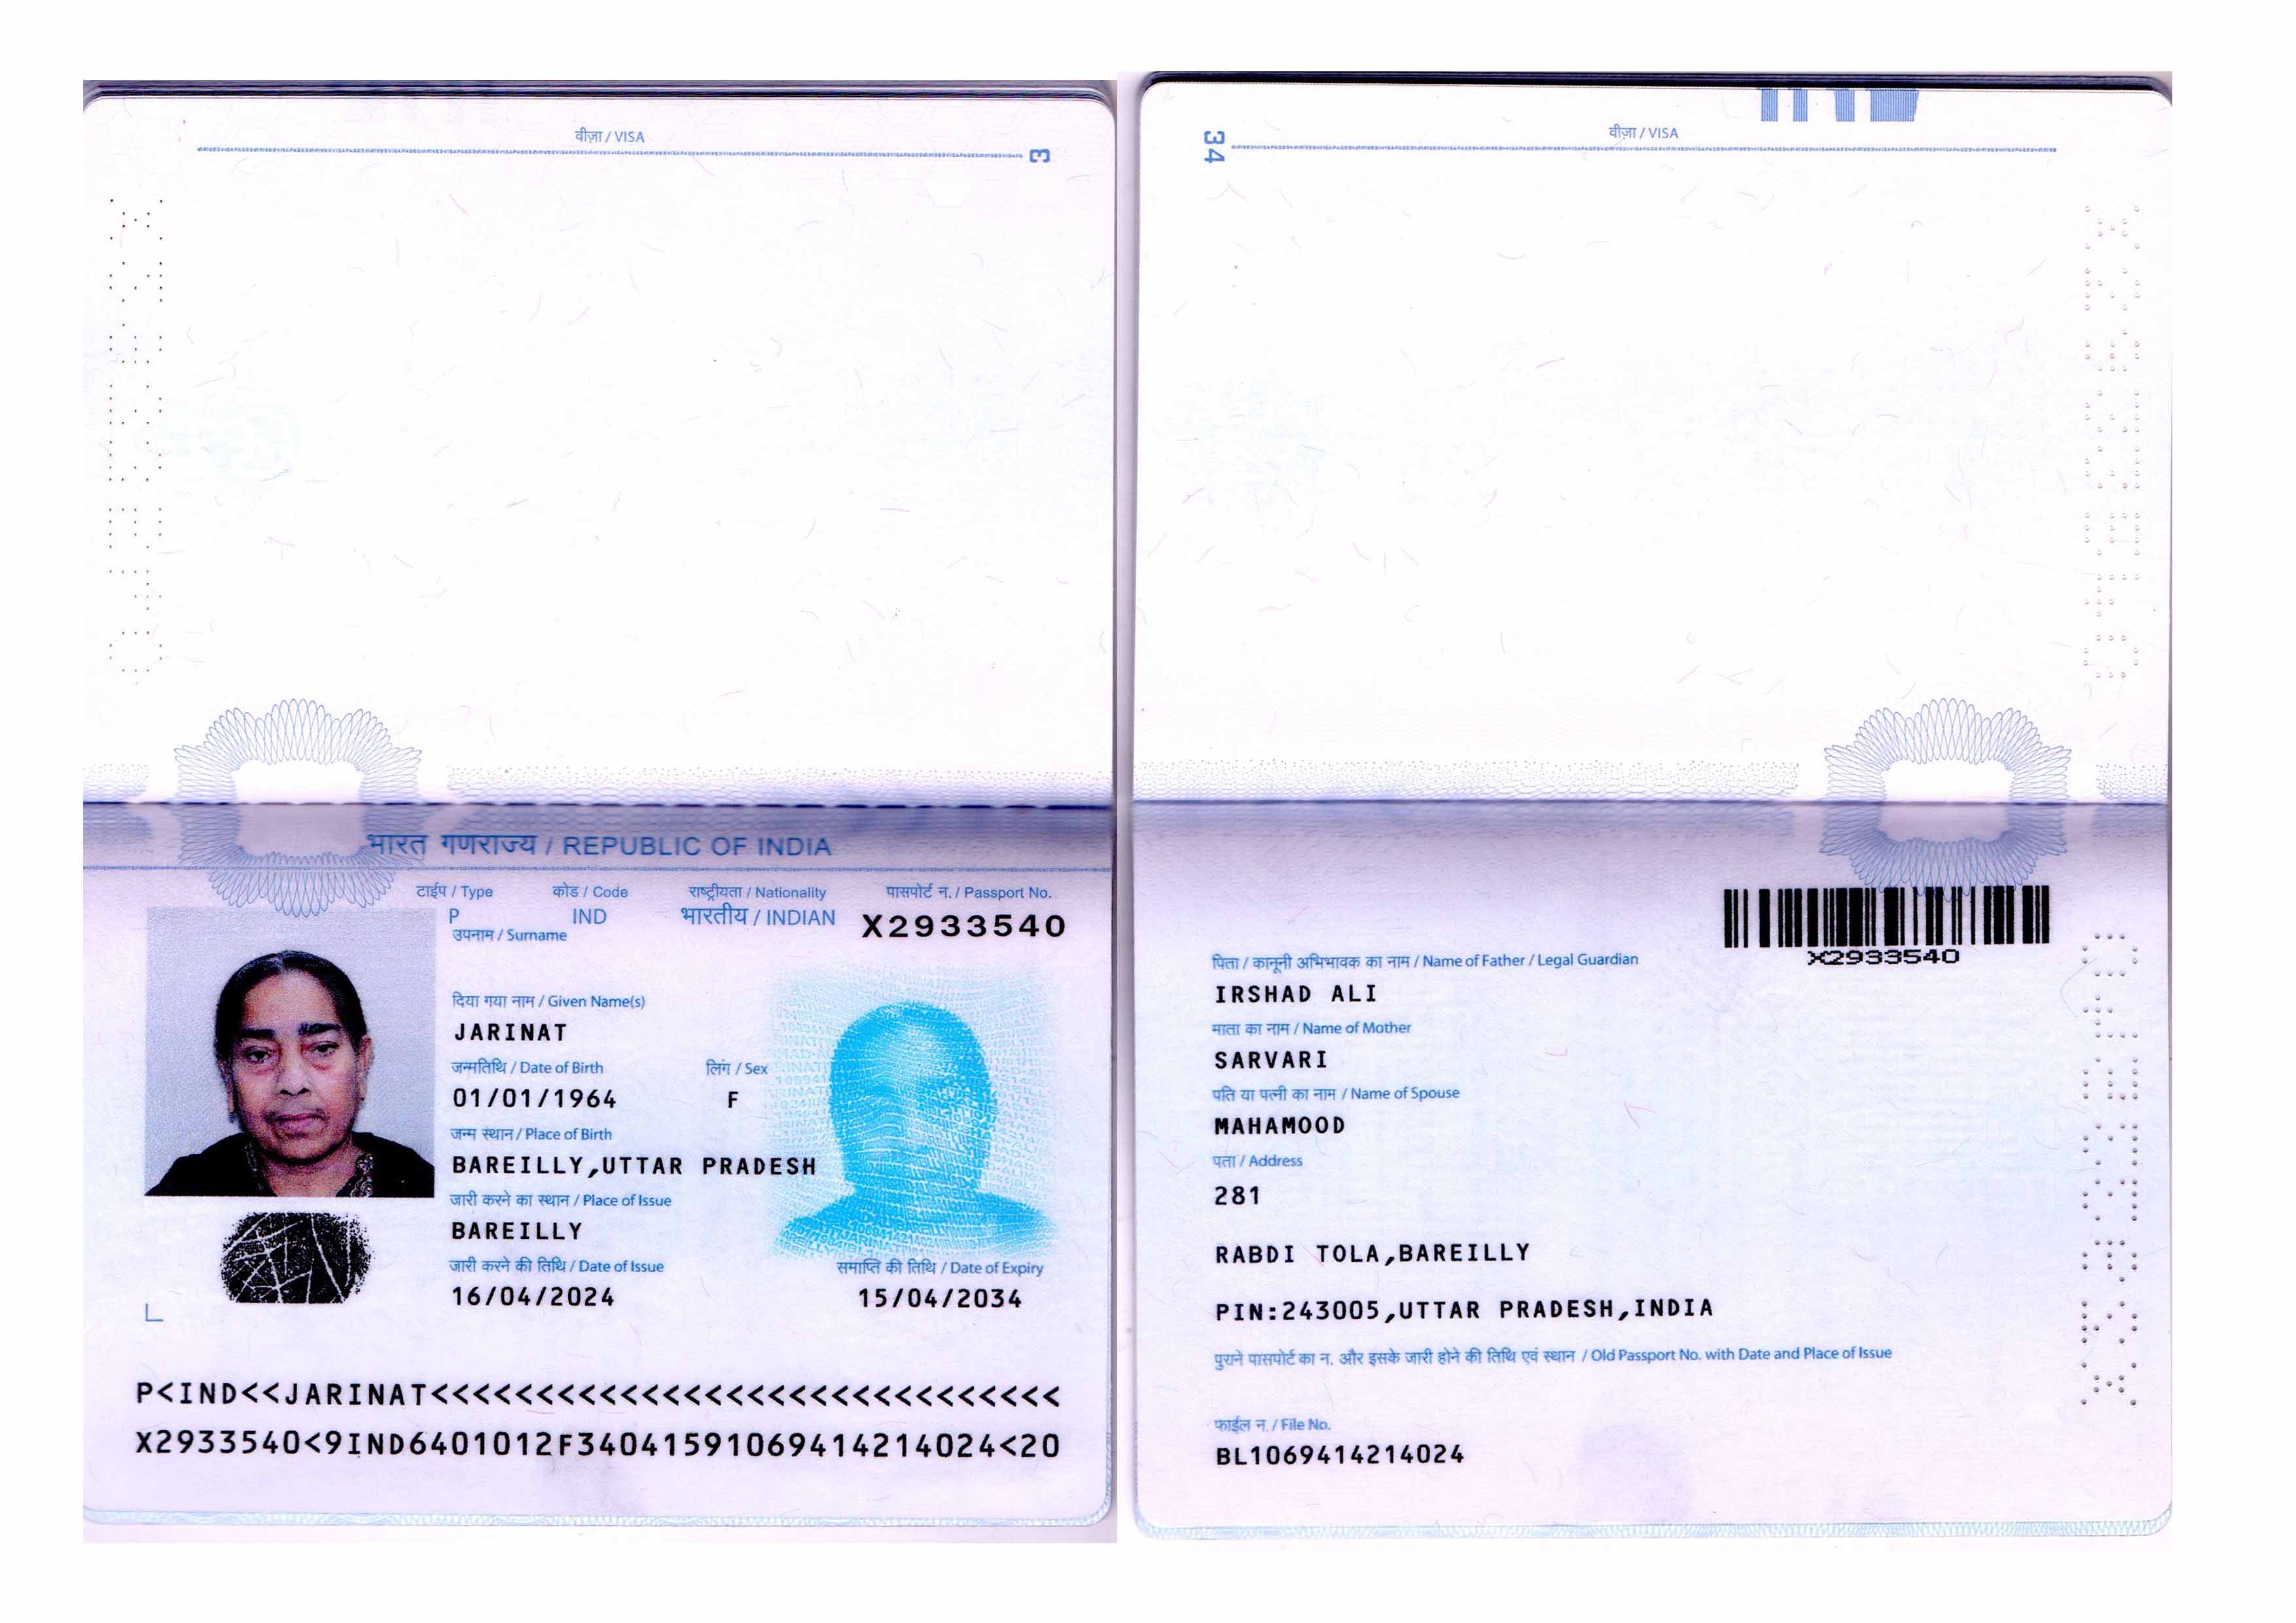 वीज़ा / VISA
3
भारत गणराज्य / REPUBLIC OF INDIA
टाईप / Type कोड / Code राष्ट्रीयता / Nationality पासपोर्ट न. / Passport No.
P IND भारतीय / INDIAN X2933540
उपनाम / Surname
दिया गया नाम / Given Name(s)
JARINAT
जन्मतिथि / Date of Birth लिंग / Sex
01/01/1964 F
जन्म स्थान / Place of Birth
BAREILLY,UTTAR PRADESH
जारी करने का स्थान / Place of Issue
BAREILLY
जारी करने की तिथि / Date of Issue समाप्ति की तिथि / Date of Expiry
16/04/2024 15/04/2034
P<IND<<JARINAT<<<<<<<<<<<<<<<<<<<<<<<<<<<<<<
X2933540<9IND6401012F34041591069414214024<20
34
वीज़ा / VISA
X2933540
पिता / कानूनी अभिभावक का नाम / Name of Father / Legal Guardian
IRSHAD ALI
माता का नाम / Name of Mother
SARVARI
पति या पत्नी का नाम / Name of Spouse
MAHAMOOD
पता / Address
281
RABDI TOLA,BAREILLY
PIN:243005,UTTAR PRADESH,INDIA
पुराने पासपोर्ट का न. और इसके जारी होने की तिथि एवं स्थान / Old Passport No. with Date and Place of Issue
फाईल न. / File No.
BL1069414214024